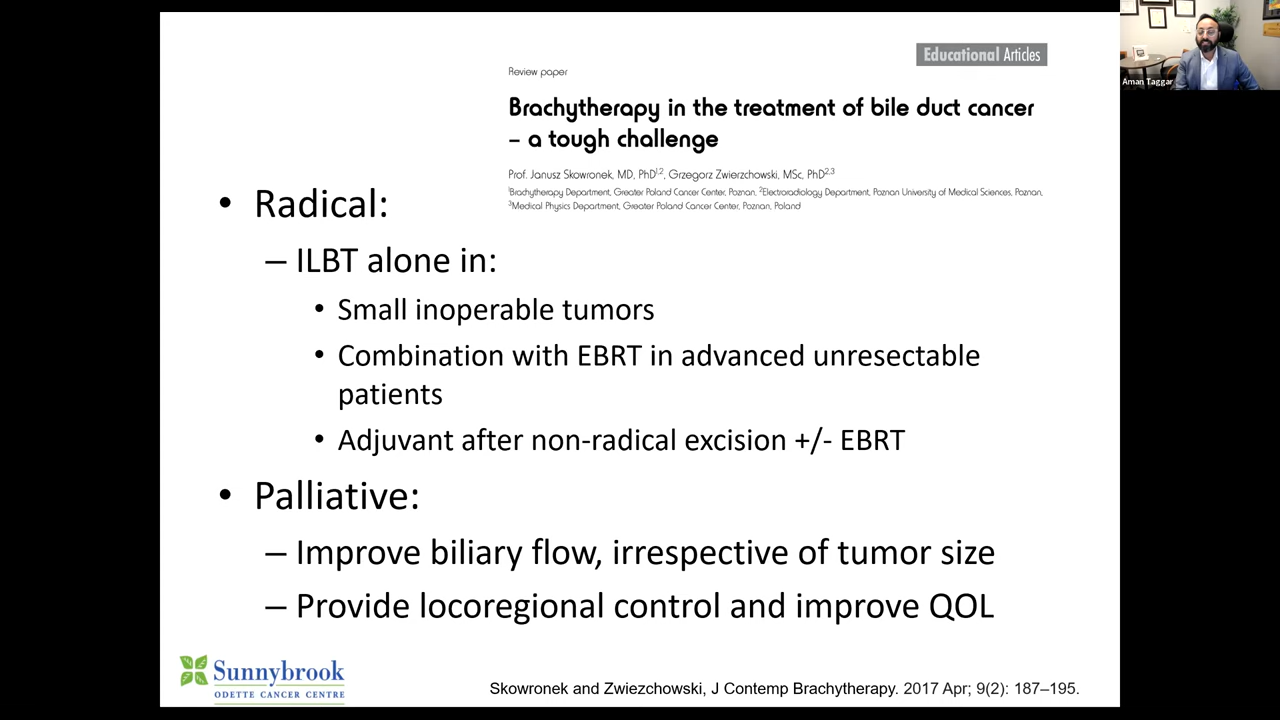 Educational Articles
Review paper
Brachytherapy in the treatment of bile duct cancer
– a tough challenge
Prof. Janusz Skowronek, MD, PhD1,2, Grzegorz Zwierzchowski, MSc, PhD2,3
1Brachytherapy Department, Greater Poland Cancer Center, Poznan, 2Electroradiology Department, Poznan University of Medical Sciences, Poznan,
3Medical Physics Department, Greater Poland Cancer Center, Poznan, Poland
• Radical:
– ILBT alone in:
• Small inoperable tumors
• Combination with EBRT in advanced unresectable
patients
• Adjuvant after non-radical excision +/- EBRT
• Palliative:
– Improve biliary flow, irrespective of tumor size
– Provide locoregional control and improve QOL
Sunnybrook
ODETTE CANCER CENTRE
Skowronek and Zwiezchowski, J Contemp Brachytherapy. 2017 Apr; 9(2): 187–195.
Aman Taggar